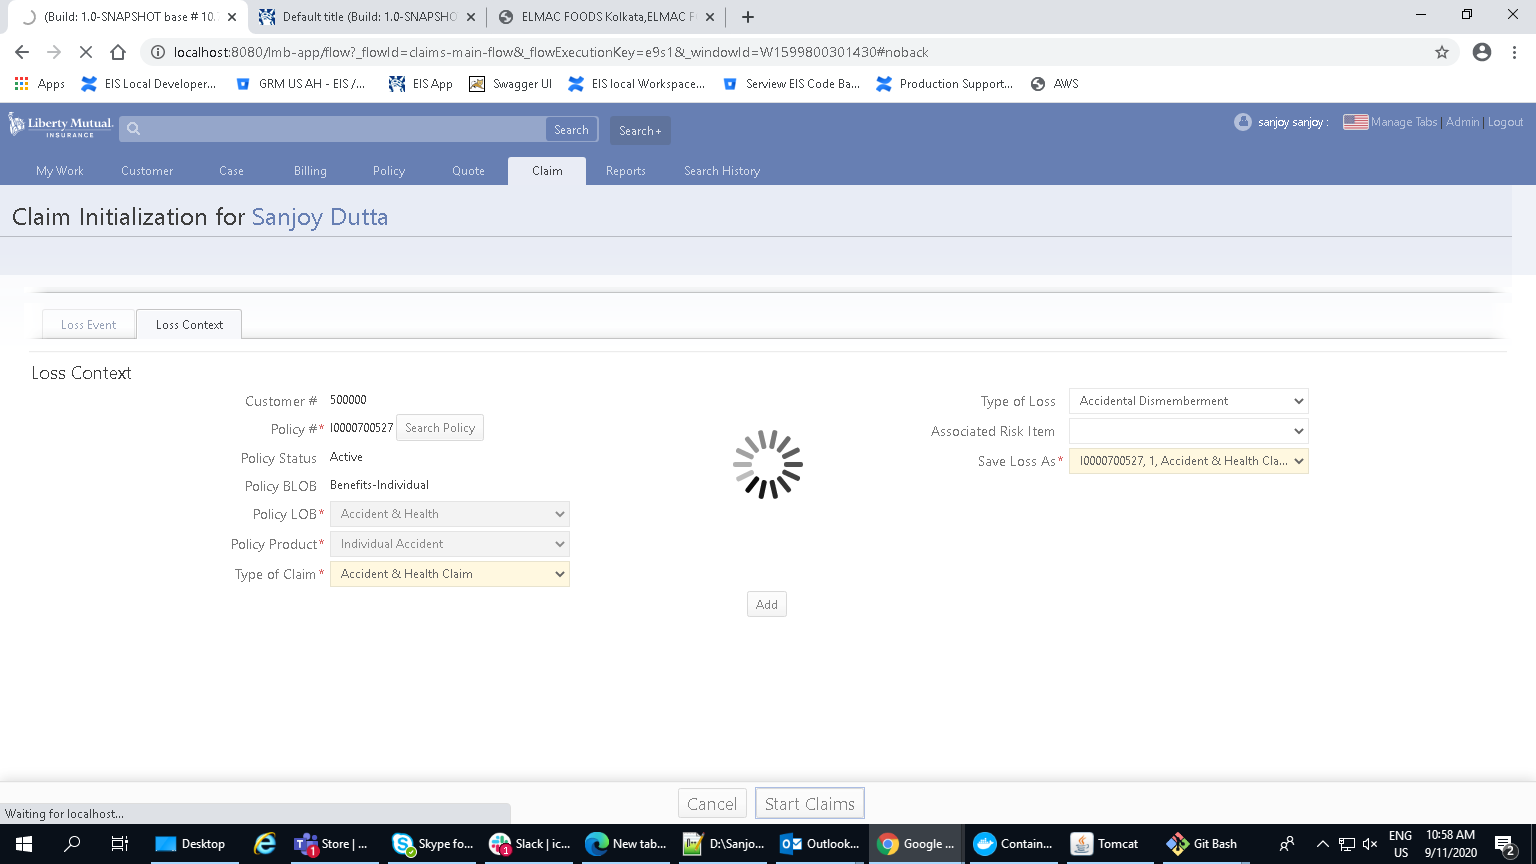 (Build: 1.0-SNAPSHOT base # 10.
Default title (Build: 1.0-SNAPSHO
ELMAC FOODS Kolkata,ELMAC F
localhost:8080/lmb-app/flow?_flowId=claims-main-flow&_flowExecutionKey=e9s1&_windowId=W1599800301430#noback
Apps EIS Local Developer... GRM US AH - EIS /... EIS App Swagger UI EIS local Workspace... Serview EIS Code Ba... Production Support... AWS
Liberty Mutual.
INSURANCE
Search Search+
sanjoy sanjoy : Manage Tabs | Admin | Logout
My Work Customer Case Billing Policy Quote Claim Reports Search History
Claim Initialization for Sanjoy Dutta
Loss Event Loss Context
Loss Context
Customer # 500000
Policy #* I0000700527 Search Policy
Policy Status Active
Policy BLOB Benefits-Individual
Policy LOB* Accident & Health
Policy Product* Individual Accident
Type of Claim* Accident & Health Claim
Type of Loss Accidental Dismemberment
Associated Risk Item
Save Loss As* I0000700527, 1, Accident & Health Cla...
Add
Cancel Start Claims
Waiting for localhost...
Desktop Store | ... Skype fo... Slack | ic... New tab... D:\Sanjo... Outlook... Google ... Contain... Tomcat Git Bash
1
1
ENG
US
10:58 AM
9/11/2020
2